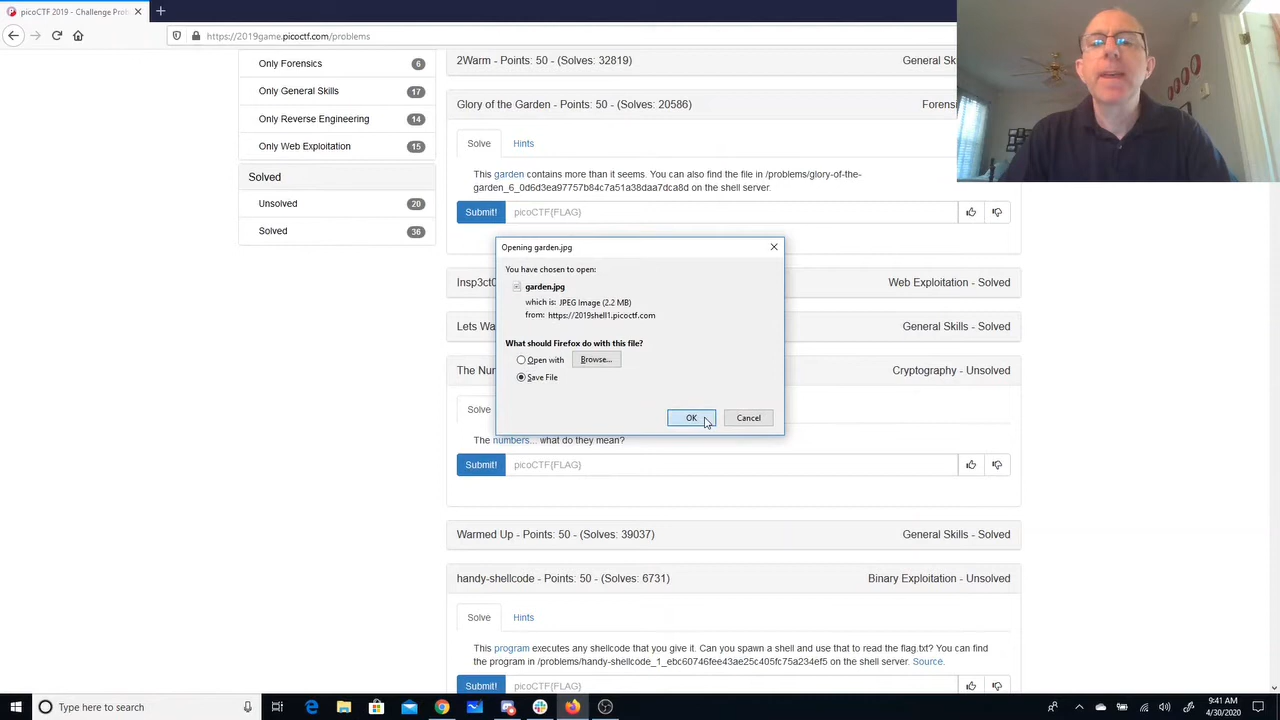 picoCTF 2019 - Challenge Pro
https://2019game.picoctf.com/problems
Only Forensics 6
Only General Skills 17
Only Reverse Engineering 14
Only Web Exploitation 15
Solved
Unsolved 20
Solved 36
2Warm - Points: 50 - (Solves: 32819) General Sk
Glory of the Garden - Points: 50 - (Solves: 20586) Foren
Solve Hints
This garden contains more than it seems. You can also find the file in /problems/glory-of-the-
garden_6_0d6d3ea97757b84c7a51a38daa7dca8d on the shell server.
Submit! picoCTF{FLAG}
Opening garden.jpg
You have chosen to open:
garden.jpg
which is: JPEG Image (2.2 MB)
from: https://2019shell1.picoctf.com
What should Firefox do with this file?
Open with Browse...
Save File
OK Cancel
Insp3ct0 Web Exploitation - Solved
Lets Wa General Skills - Solved
The Nu Cryptography - Unsolved
Solve
The numbers... what do they mean?
Submit! picoCTF{FLAG}
Warmed Up - Points: 50 - (Solves: 39037) General Skills - Solved
handy-shellcode - Points: 50 - (Solves: 6731) Binary Exploitation - Unsolved
Solve Hints
This program executes any shellcode that you give it. Can you spawn a shell and use that to read the flag.txt? You can find
the program in /problems/handy-shellcode_1_ebc60746fee43ae25c405fc75a234ef5 on the shell server. Source.
Submit! picoCTF{FLAG}
Type here to search
9:41 AM
4/30/2020